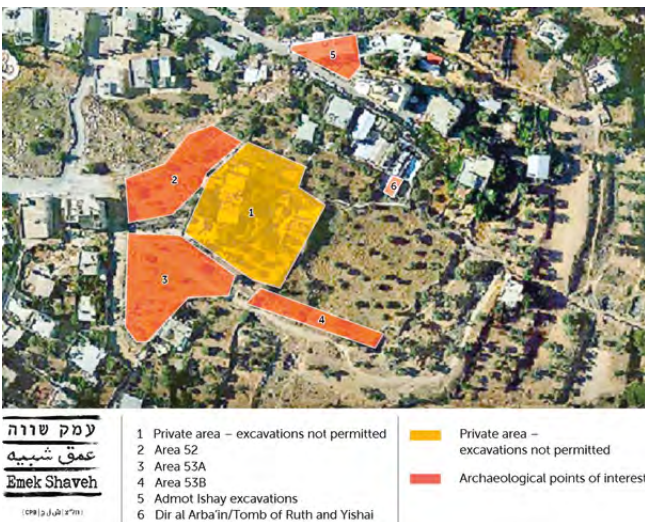 5
2
1
6
3
4
עמק שווה
عمق شبيه
Emek Shaveh
1 Private area – excavations not permitted
2 Area 52
3 Area 53A
4 Area 53B
5 Admot Ishay excavations
6 Dir al Arba'in/Tomb of Ruth and Yishai
Private area –
excavations not permitted
Archaeological points of interest